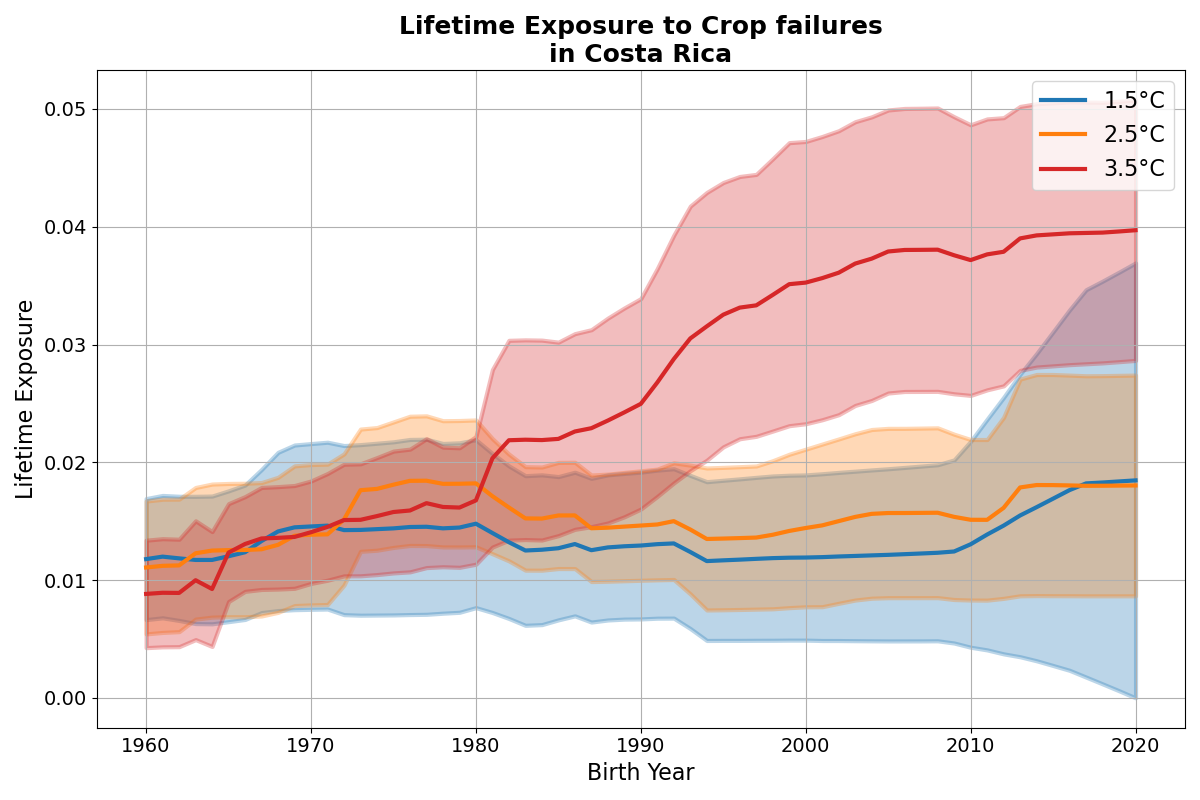 Lifetime Exposure to Crop failures
in Costa Rica
0.05
0.04
0.03
0.02
0.01
0.00
Lifetime Exposure
1.5°C
2.5°C
3.5°C
1960 1970 1980 1990 2000 2010 2020
Birth Year